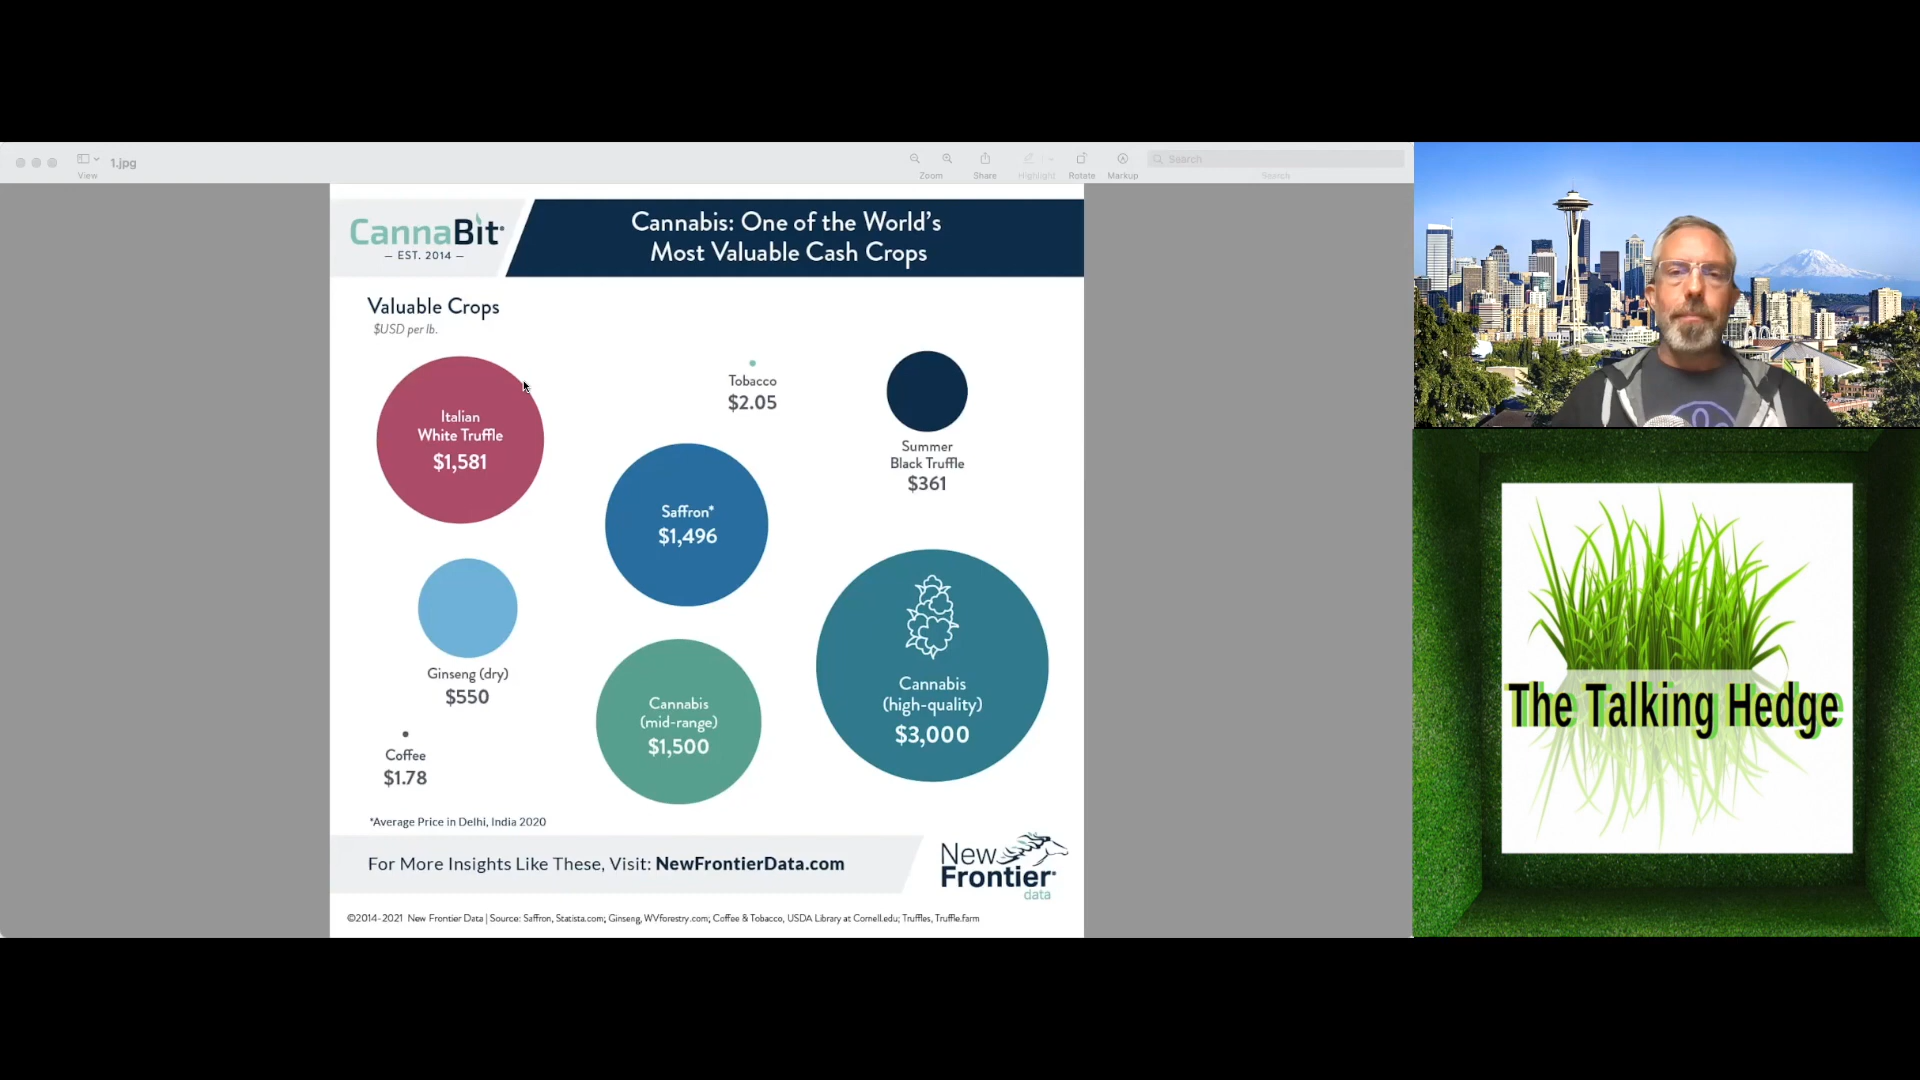 1.jpg
View
Zoom
Share
Highlight
Rotate
Markup
Search
Search
CannaBit
— EST. 2014 —
Cannabis: One of the World's
Most Valuable Cash Crops
Valuable Crops
$USD per lb.
Italian
White Truffle
$1,581
Tobacco
$2.05
Summer
Black Truffle
$361
Saffron*
$1,496
Ginseng (dry)
$550
Cannabis
(mid-range)
$1,500
Cannabis
(high-quality)
$3,000
Coffee
$1.78
*Average Price in Delhi, India 2020
For More Insights Like These, Visit: NewFrontierData.com
New
Frontier
data
©2014-2021 New Frontier Data | Source: Saffron, Statista.com; Ginseng, WVforestry.com; Coffee & Tobacco, USDA Library at Cornell.edu; Truffles, Truffle.farm
The Talking Hedge